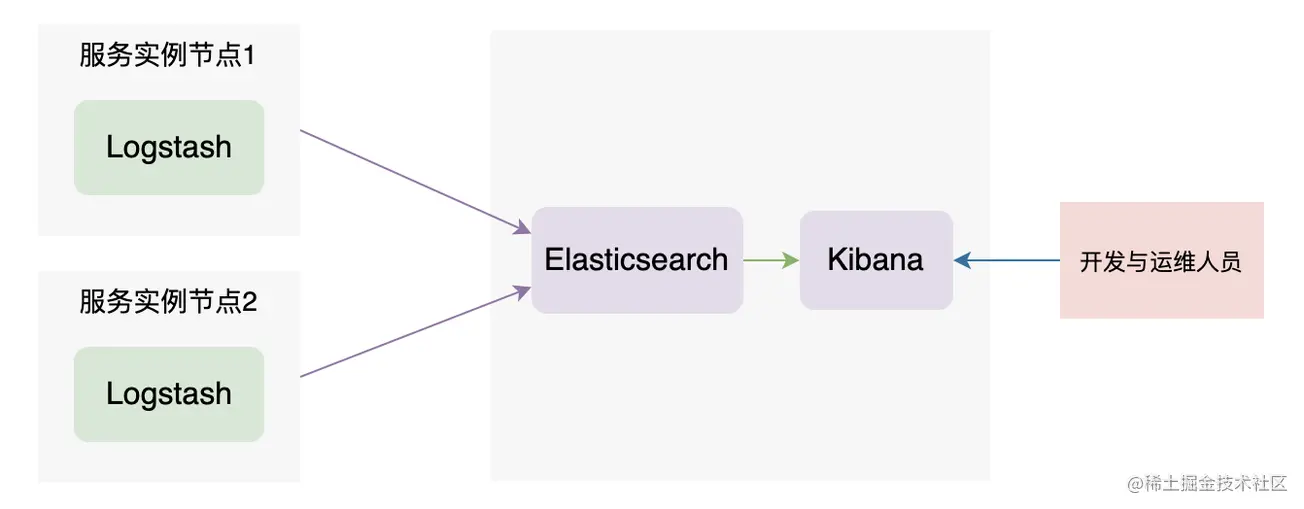 服务实例节点1
Logstash
服务实例节点2
Logstash
Elasticsearch
Kibana
开发与运维人员
@稀土掘金技术社区